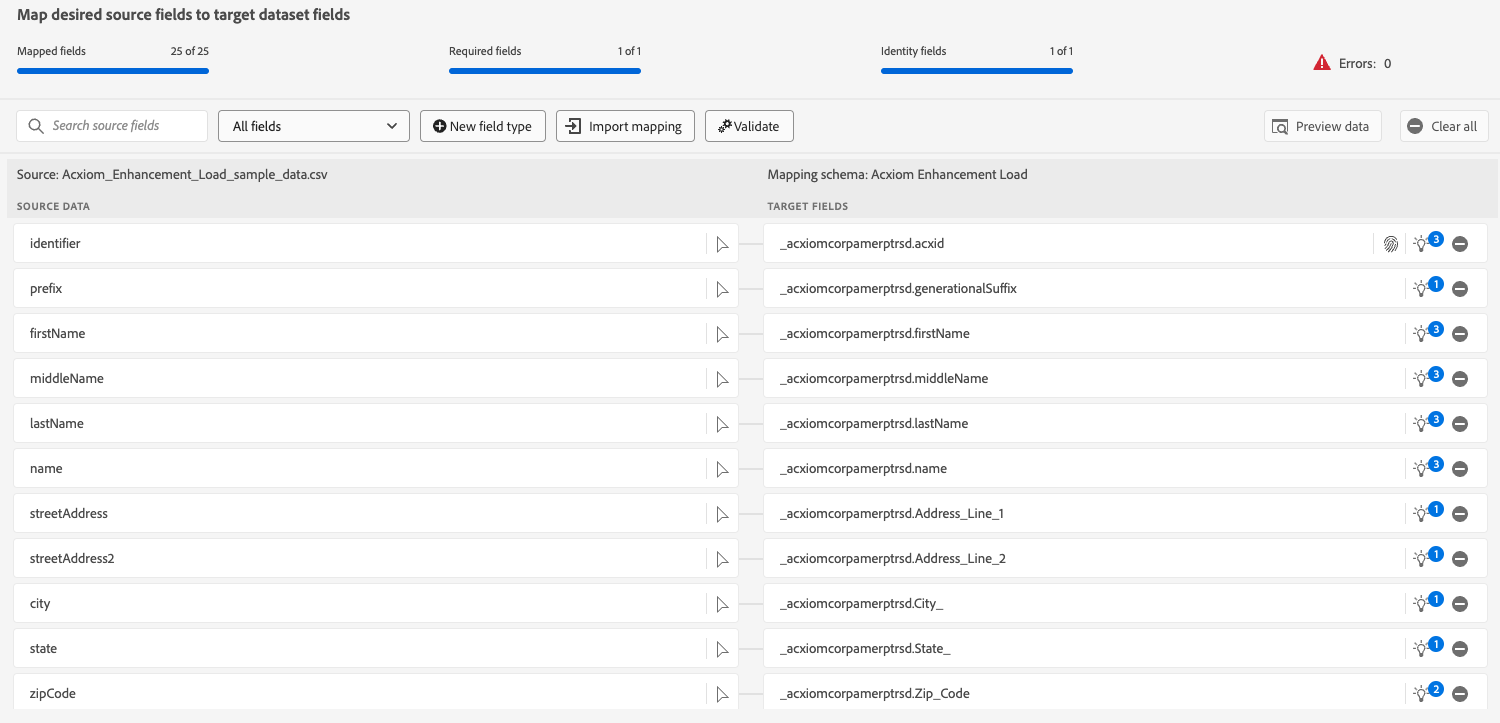 Map desired source fields to target dataset fields
Mapped fields 25 of 25 Required fields 1 of 1 Identity fields 1 of 1 Errors: 0
Search source fields All fields New field type Import mapping Validate Preview data Clear all
Source: Acxiom_Enhancement_Load_sample_data.csv Mapping schema: Acxiom Enhancement Load
SOURCE DATA TARGET FIELDS
identifier _acxiomcorpamerptrsd.acxid 3
prefix _acxiomcorpamerptrsd.generationalSuffix 1
firstName _acxiomcorpamerptrsd.firstName 3
middleName _acxiomcorpamerptrsd.middleName 3
lastName _acxiomcorpamerptrsd.lastName 3
name _acxiomcorpamerptrsd.name 3
streetAddress _acxiomcorpamerptrsd.Address_Line_1 1
streetAddress2 _acxiomcorpamerptrsd.Address_Line_2 1
city _acxiomcorpamerptrsd.City_ 1
state _acxiomcorpamerptrsd.State_ 1
zipCode _acxiomcorpamerptrsd.Zip_Code 2